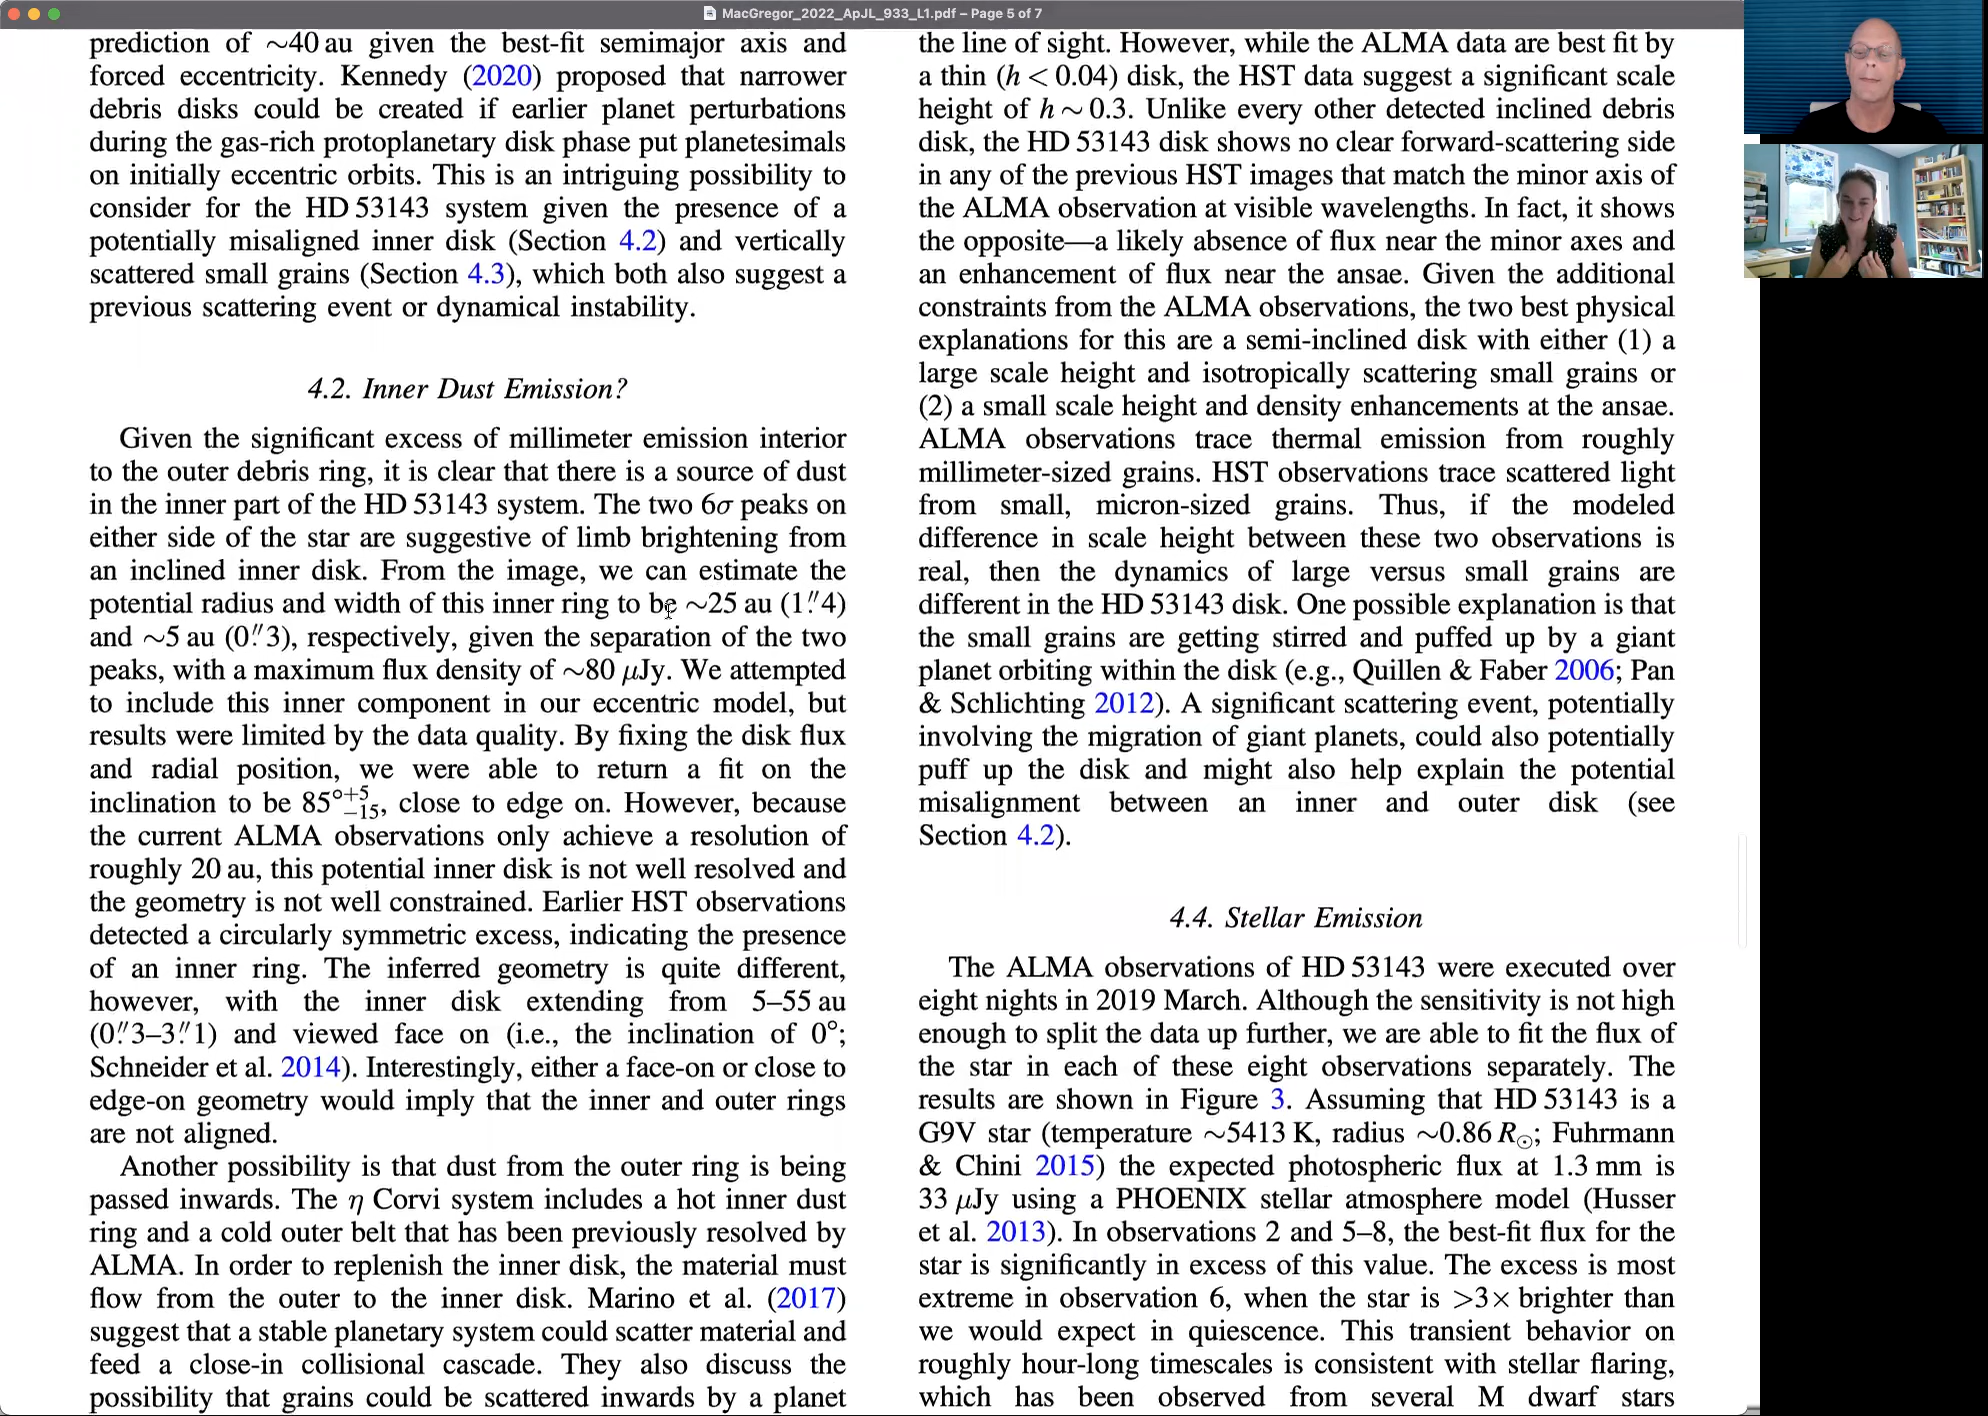 MacGregor_2022_ApJL_933_L1.pdf – Page 5 of 7
prediction of ∼40 au given the best-fit semimajor axis and
forced eccentricity. Kennedy (2020) proposed that narrower
debris disks could be created if earlier planet perturbations
during the gas-rich protoplanetary disk phase put planetesimals
on initially eccentric orbits. This is an intriguing possibility to
consider for the HD 53143 system given the presence of a
potentially misaligned inner disk (Section 4.2) and vertically
scattered small grains (Section 4.3), which both also suggest a
previous scattering event or dynamical instability.
4.2. Inner Dust Emission?
Given the significant excess of millimeter emission interior
to the outer debris ring, it is clear that there is a source of dust
in the inner part of the HD 53143 system. The two 6σ peaks on
either side of the star are suggestive of limb brightening from
an inclined inner disk. From the image, we can estimate the
potential radius and width of this inner ring to be ∼25 au (1.″4)
and ∼5 au (0.″3), respectively, given the separation of the two
peaks, with a maximum flux density of ∼80 μJy. We attempted
to include this inner component in our eccentric model, but
results were limited by the data quality. By fixing the disk flux
and radial position, we were able to return a fit on the
inclination to be 85°+5−15, close to edge on. However, because
the current ALMA observations only achieve a resolution of
roughly 20 au, this potential inner disk is not well resolved and
the geometry is not well constrained. Earlier HST observations
detected a circularly symmetric excess, indicating the presence
of an inner ring. The inferred geometry is quite different,
however, with the inner disk extending from 5–55 au
(0.″3–3.″1) and viewed face on (i.e., the inclination of 0°;
Schneider et al. 2014). Interestingly, either a face-on or close to
edge-on geometry would imply that the inner and outer rings
are not aligned.
Another possibility is that dust from the outer ring is being
passed inwards. The η Corvi system includes a hot inner dust
ring and a cold outer belt that has been previously resolved by
ALMA. In order to replenish the inner disk, the material must
flow from the outer to the inner disk. Marino et al. (2017)
suggest that a stable planetary system could scatter material and
feed a close-in collisional cascade. They also discuss the
possibility that grains could be scattered inwards by a planet
the line of sight. However, while the ALMA data are best fit by
a thin (h < 0.04) disk, the HST data suggest a significant scale
height of h ∼ 0.3. Unlike every other detected inclined debris
disk, the HD 53143 disk shows no clear forward-scattering side
in any of the previous HST images that match the minor axis of
the ALMA observation at visible wavelengths. In fact, it shows
the opposite—a likely absence of flux near the minor axes and
an enhancement of flux near the ansae. Given the additional
constraints from the ALMA observations, the two best physical
explanations for this are a semi-inclined disk with either (1) a
large scale height and isotropically scattering small grains or
(2) a small scale height and density enhancements at the ansae.
ALMA observations trace thermal emission from roughly
millimeter-sized grains. HST observations trace scattered light
from small, micron-sized grains. Thus, if the modeled
difference in scale height between these two observations is
real, then the dynamics of large versus small grains are
different in the HD 53143 disk. One possible explanation is that
the small grains are getting stirred and puffed up by a giant
planet orbiting within the disk (e.g., Quillen & Faber 2006; Pan
& Schlichting 2012). A significant scattering event, potentially
involving the migration of giant planets, could also potentially
puff up the disk and might also help explain the potential
misalignment between an inner and outer disk (see
Section 4.2).
4.4. Stellar Emission
The ALMA observations of HD 53143 were executed over
eight nights in 2019 March. Although the sensitivity is not high
enough to split the data up further, we are able to fit the flux of
the star in each of these eight observations separately. The
results are shown in Figure 3. Assuming that HD 53143 is a
G9V star (temperature ∼5413 K, radius ∼0.86 R☉; Fuhrmann
& Chini 2015) the expected photospheric flux at 1.3 mm is
33 μJy using a PHOENIX stellar atmosphere model (Husser
et al. 2013). In observations 2 and 5–8, the best-fit flux for the
star is significantly in excess of this value. The excess is most
extreme in observation 6, when the star is >3× brighter than
we would expect in quiescence. This transient behavior on
roughly hour-long timescales is consistent with stellar flaring,
which has been observed from several M dwarf stars